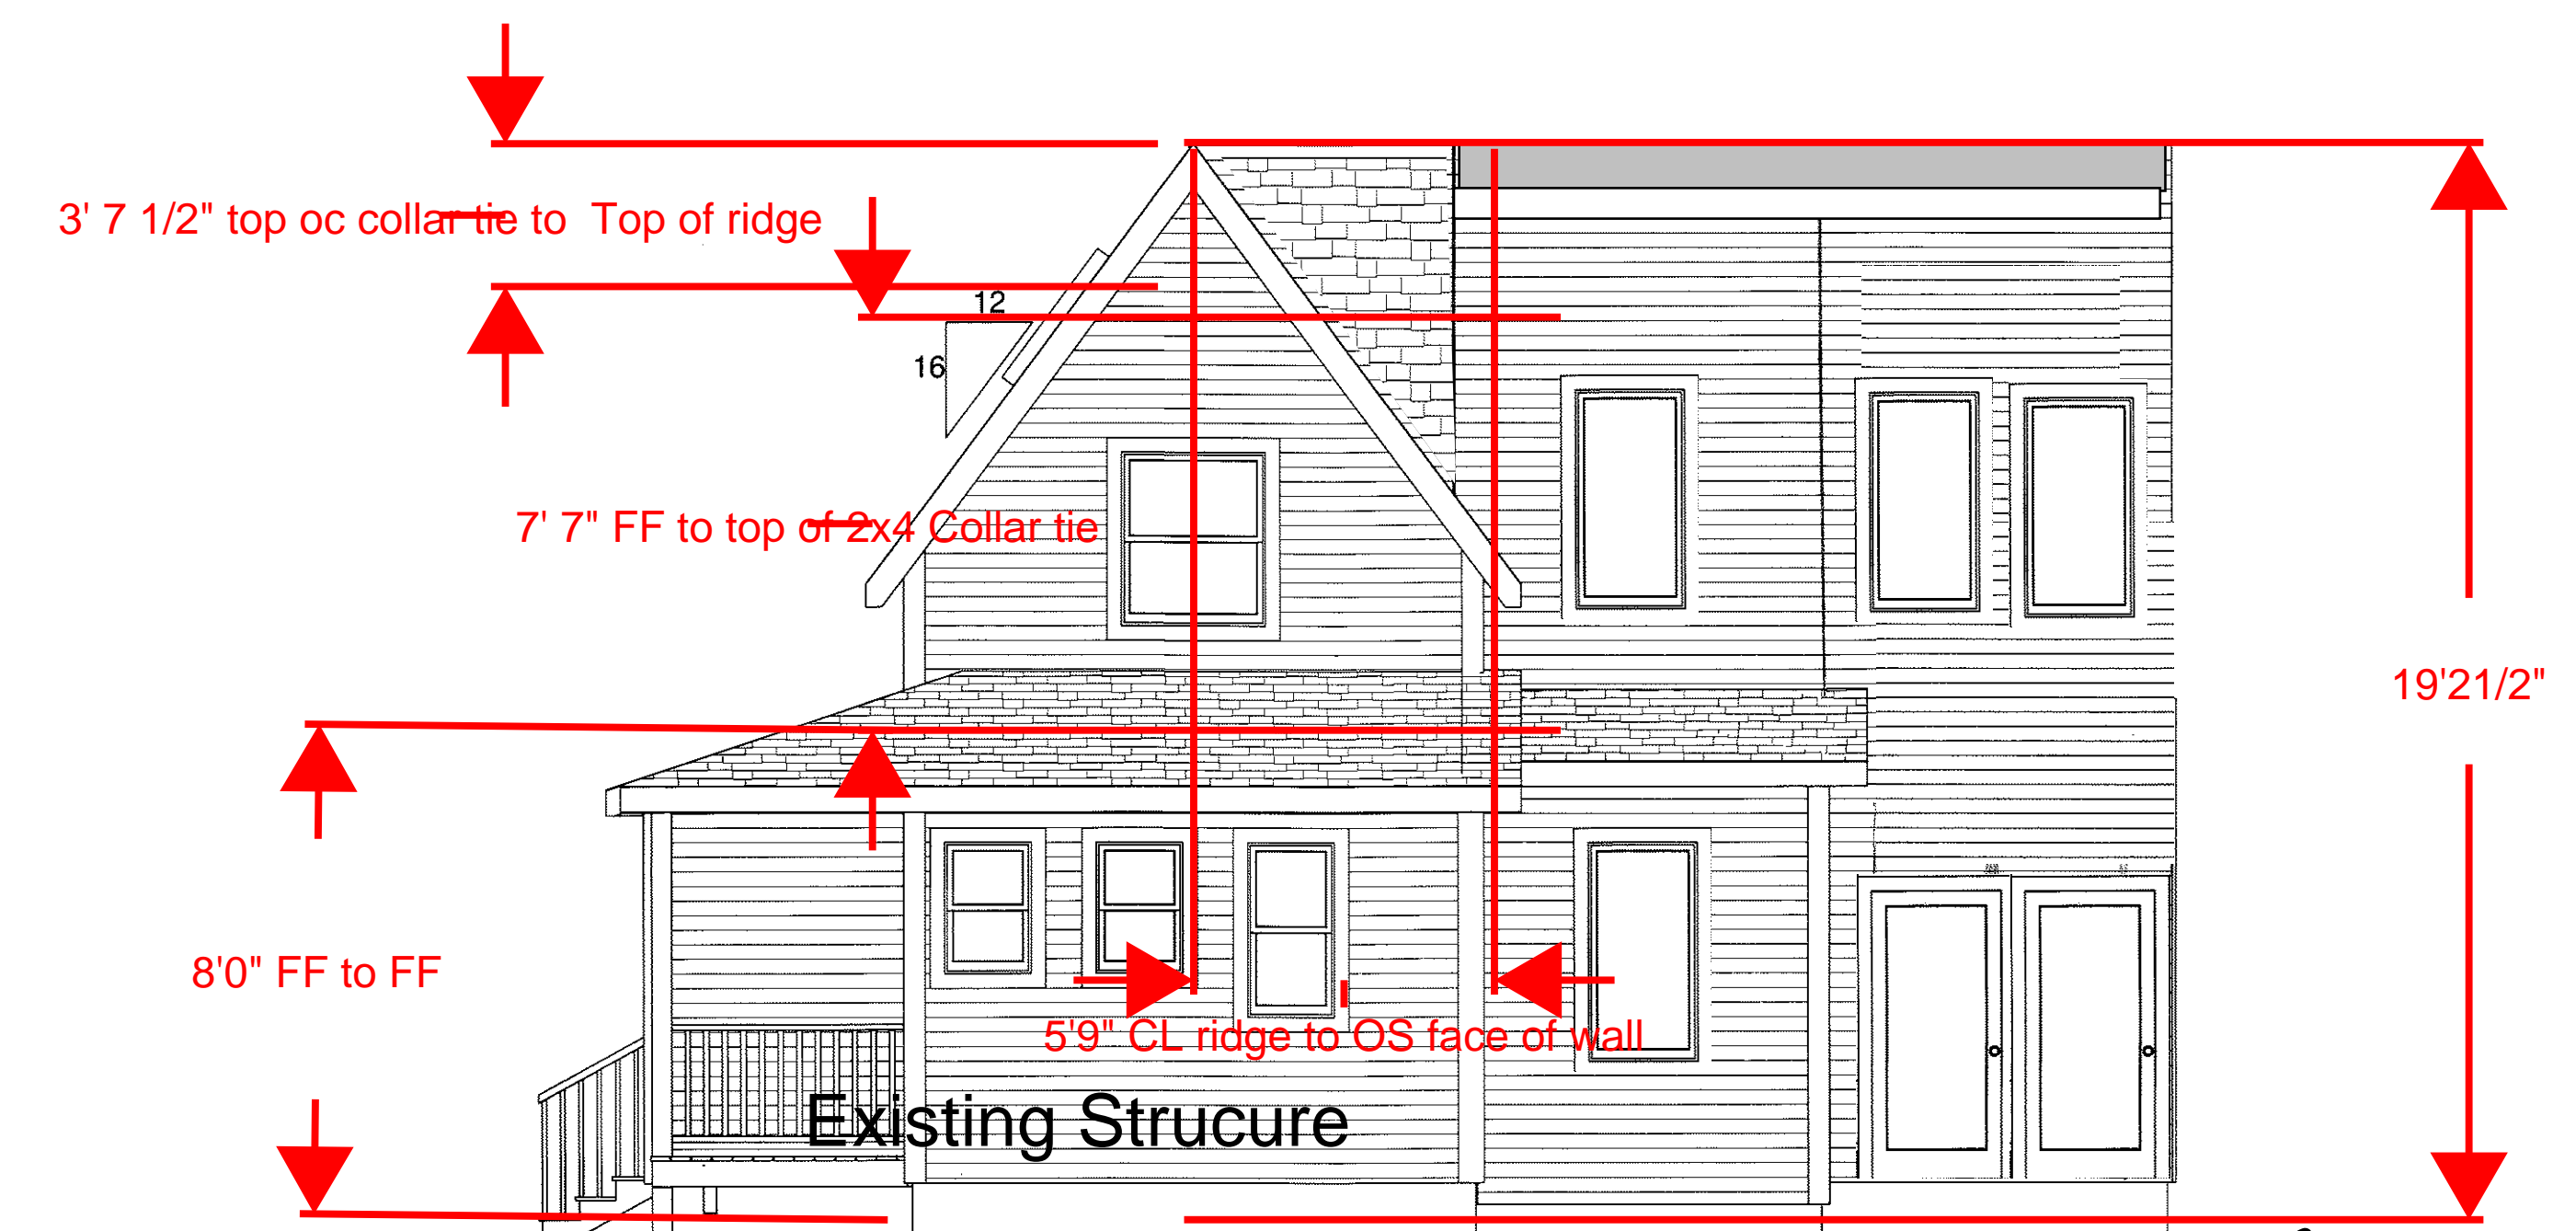 3' 7 1/2" top oc collar tie to Top of ridge
12
16
7' 7" FF to top of 2x4 Collar tie
19'21/2"
8'0" FF to FF
5'9" CL ridge to OS face of wall
Existing Strucure